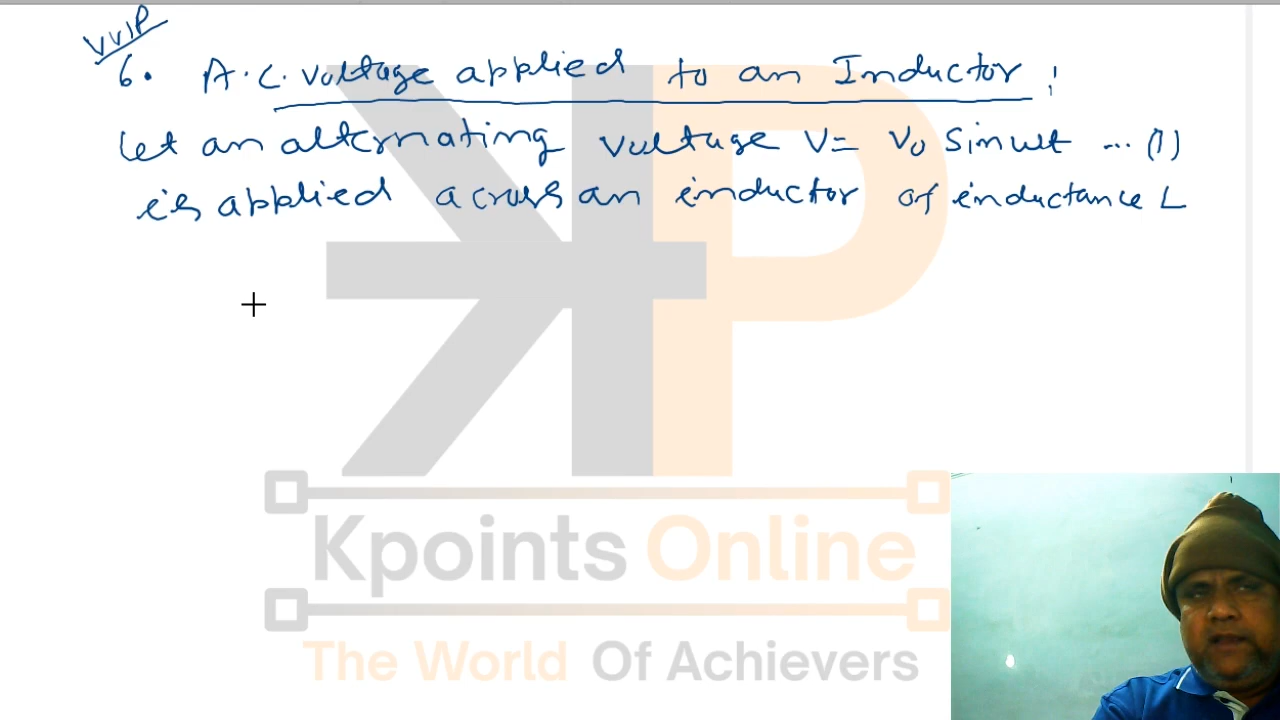 VVIP
6. A.C. Voltage applied to an Inductor :
Let an alternating voltage V = V₀ Sinωt ... (1)
is applied across an inductor of inductance L
KP
Kpoints Online
The World Of Achievers